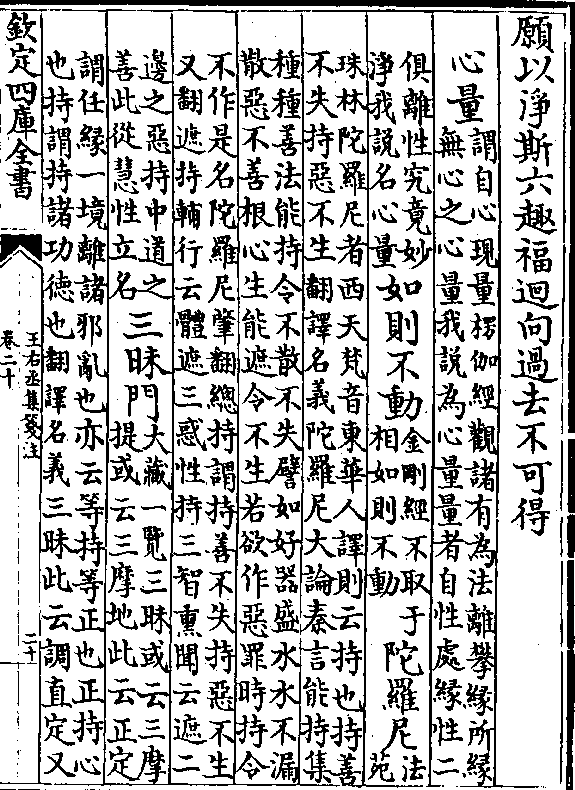 願以淨斯六趣福迴向過去不可得
心量
謂自心現量楞伽經觀諸有為法離攀緣所緣
無心之心量我說為心量量者自性處緣性二
俱離性究竟妙
淨我說名心量
如則不動
金剛經不取于
相如則不動
陀羅尼
法
苑
珠林陀羅尼者西天梵音東華人譯則云持也持善
不失持惡不生翻譯名義陀羅尼大論秦言能持集
種種善法能持令不散不失譬如好器盛水水不漏
散惡不善根心生能遮令不生若欲作惡罪時持令
不作是名陀羅尼肇翻總持謂持善不失持惡不生
又翻遮持輔行云體遮三惑性持三智熏聞云遮二
邊之惡持中道之
善此從慧性立名
三昧門
大藏一覽三昧或云三摩
提或云三摩地此云正定
謂任緣一境離諸邪亂也亦云等持等正也正持心
也持謂持諸功德也翻譯名義三昧此云調直定又
欽定四庫全書
王右丞集箋注
卷二十
二十